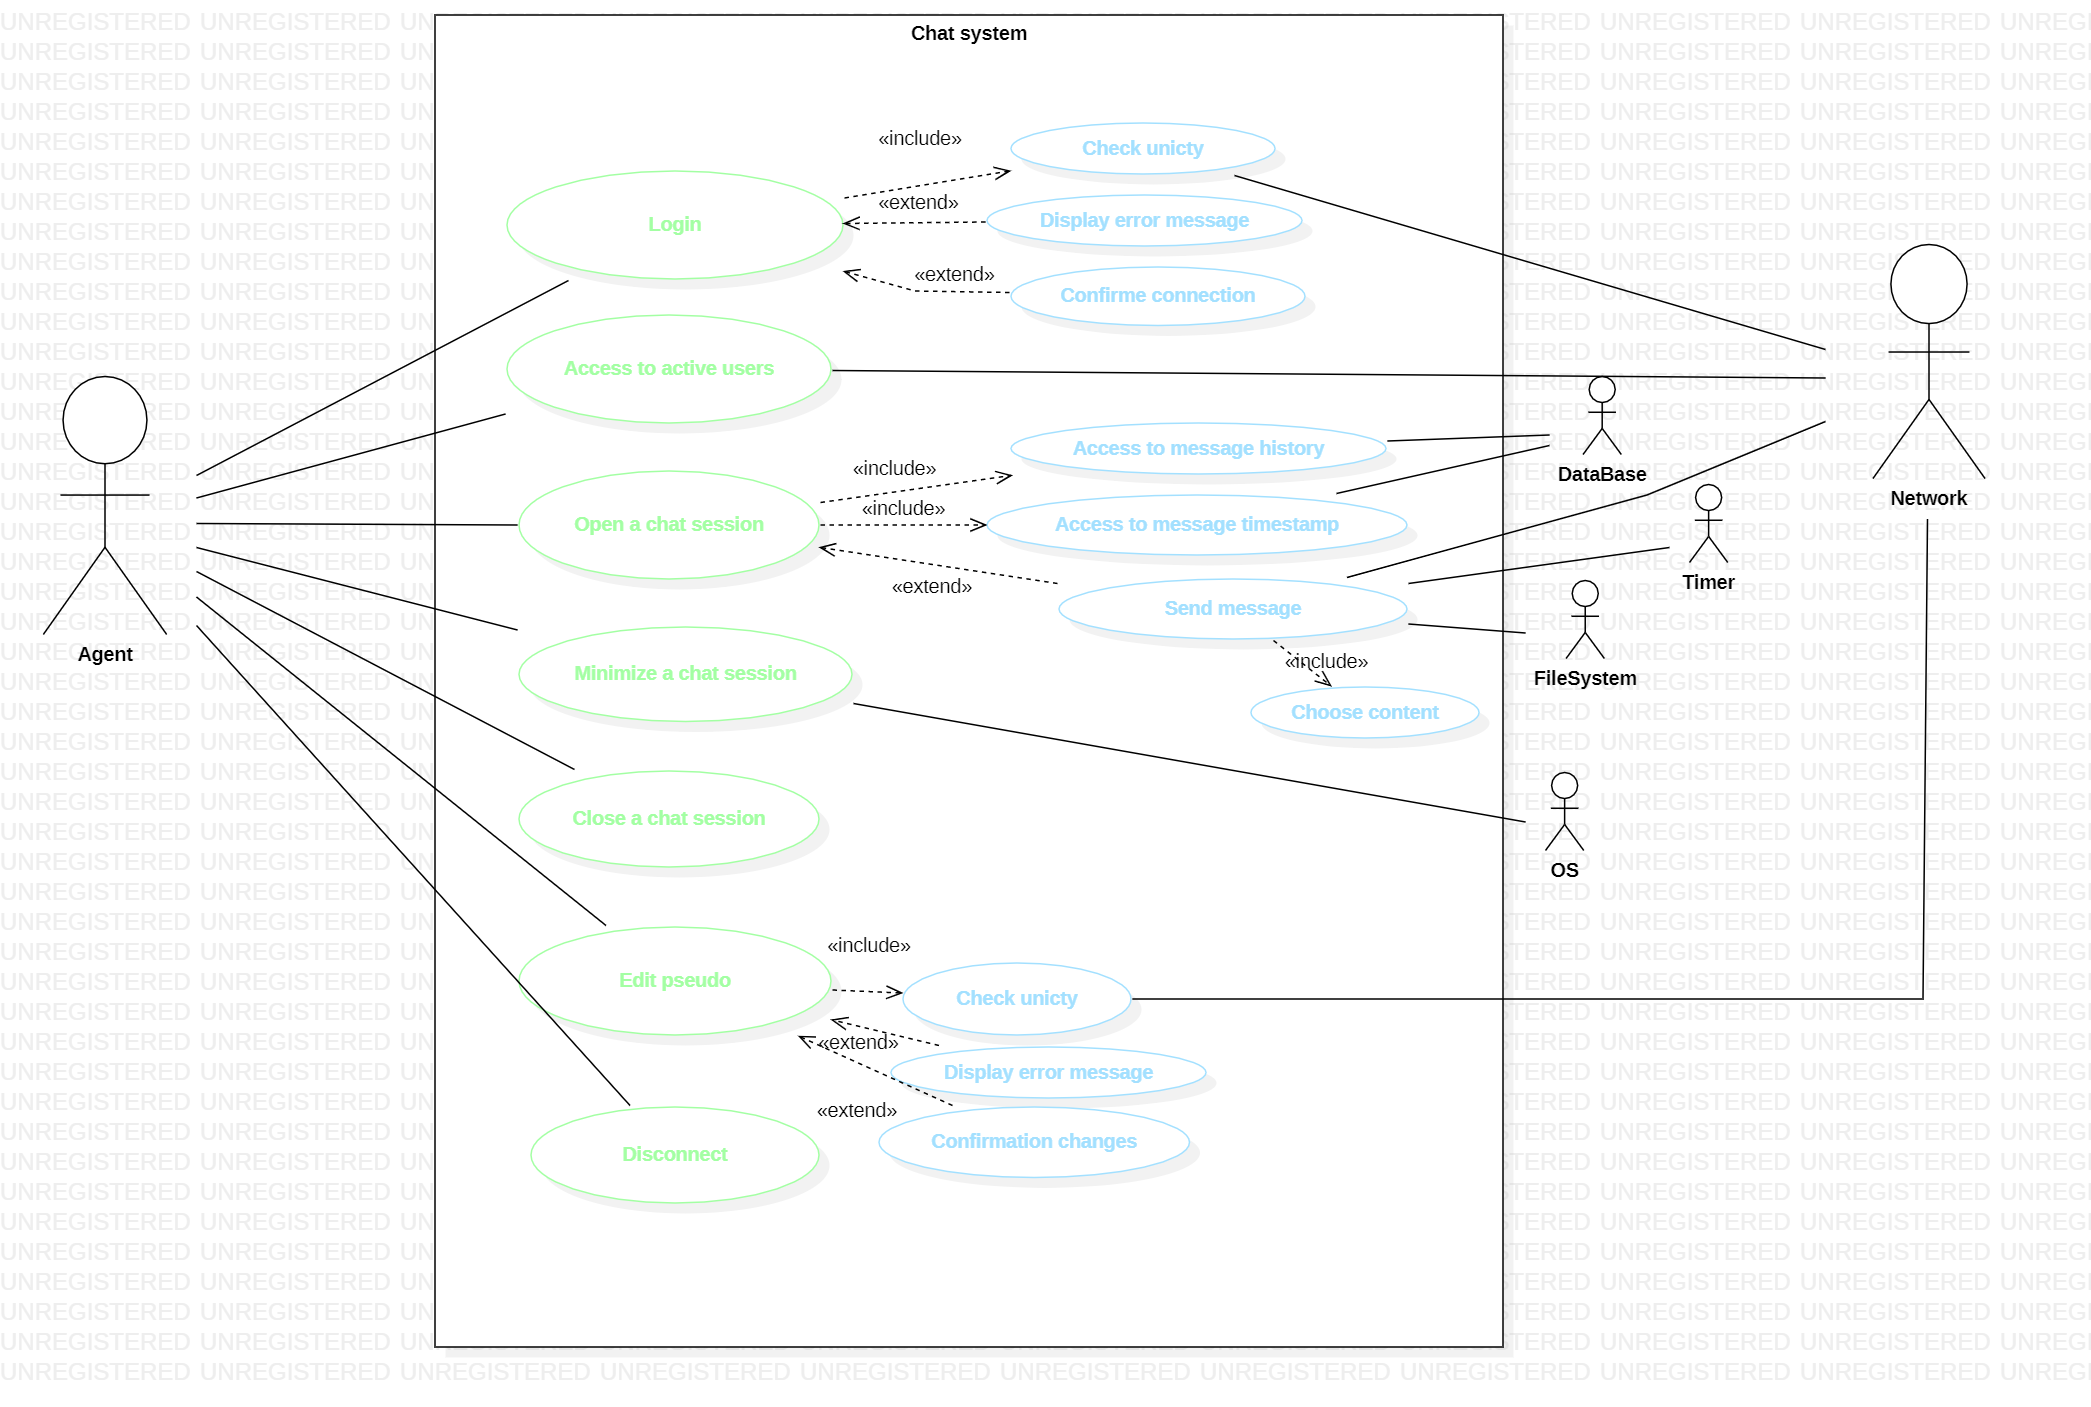 Chat system
«include»
Check unicty
«extend»
Login
Display error message
«extend»
Confirme connection
Access to active users
«include»
Access to message history
DataBase
Network
«include»
Open a chat session
Access to message timestamp
«extend»
Timer
Send message
Agent
«include»
FileSystem
Minimize a chat session
Choose content
Close a chat session
OS
«include»
Edit pseudo
Check unicty
«extend»
Display error message
«extend»
Confirmation changes
Disconnect
UNREGISTERED UNREGISTERED UNREGISTERED UNREGISTERED UNREGISTERED UNREGISTERED UNREGISTERED UNREGISTERED UNREGISTERED UNREGISTERED UNREGI